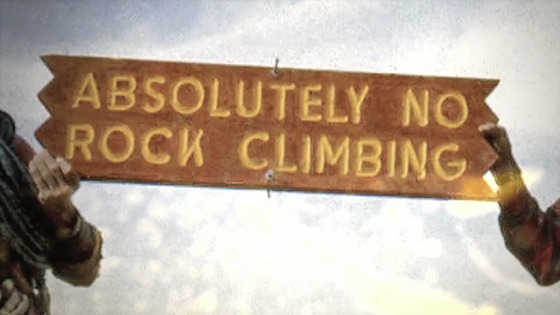 ABSOLUTELY NO
ROCK CLIMBING